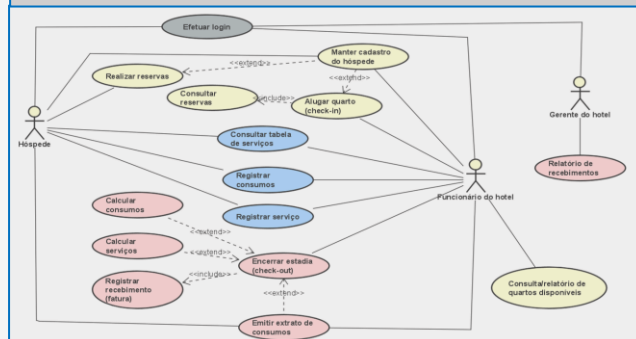 Efetuar login
Manter cadastro
do hóspede
<<extend>>
Realizar reservas
<<extend>>
Consultar
reservas
<<include>>
Alugar quarto
(check-in)
Hóspede
Gerente do hotel
Consultar tabela
de serviços
Relatório de
recebimentos
Registrar
consumos
Funcionário do hotel
Calcular
consumos
Registrar serviço
<<extend>>
Calcular
serviços
<<extend>>
Encerrar estadia
(check-out)
Registrar
recebimento
(fatura)
<<include>>
<<extend>>
Consulta/relatório de
quartos disponíveis
Emitir extrato de
consumos